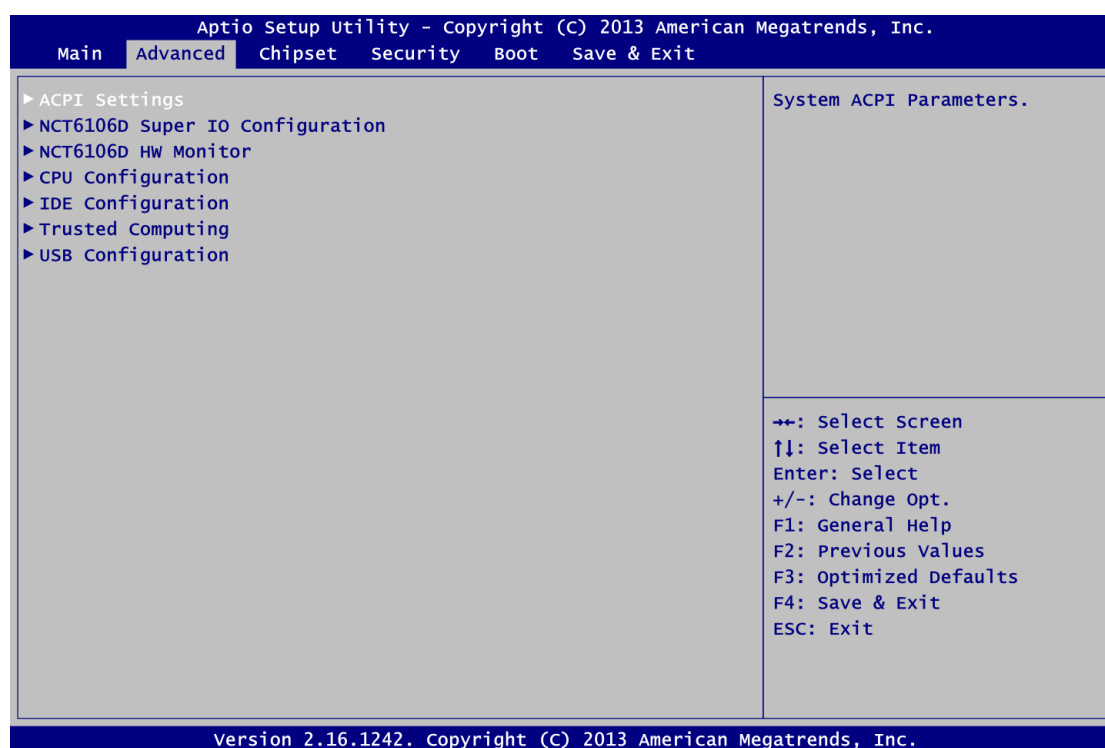 Aptio Setup Utility – Copyright (C) 2013 American Megatrends, Inc.
Main Advanced Chipset Security Boot Save & Exit
►ACPI Settings
►NCT6106D Super IO Configuration
►NCT6106D HW Monitor
►CPU Configuration
►IDE Configuration
►Trusted Computing
►USB Configuration
System ACPI Parameters.
→←: Select Screen
↑↓: Select Item
Enter: Select
+/-: Change Opt.
F1: General Help
F2: Previous Values
F3: Optimized Defaults
F4: Save & Exit
ESC: Exit
Version 2.16.1242. Copyright (C) 2013 American Megatrends, Inc.